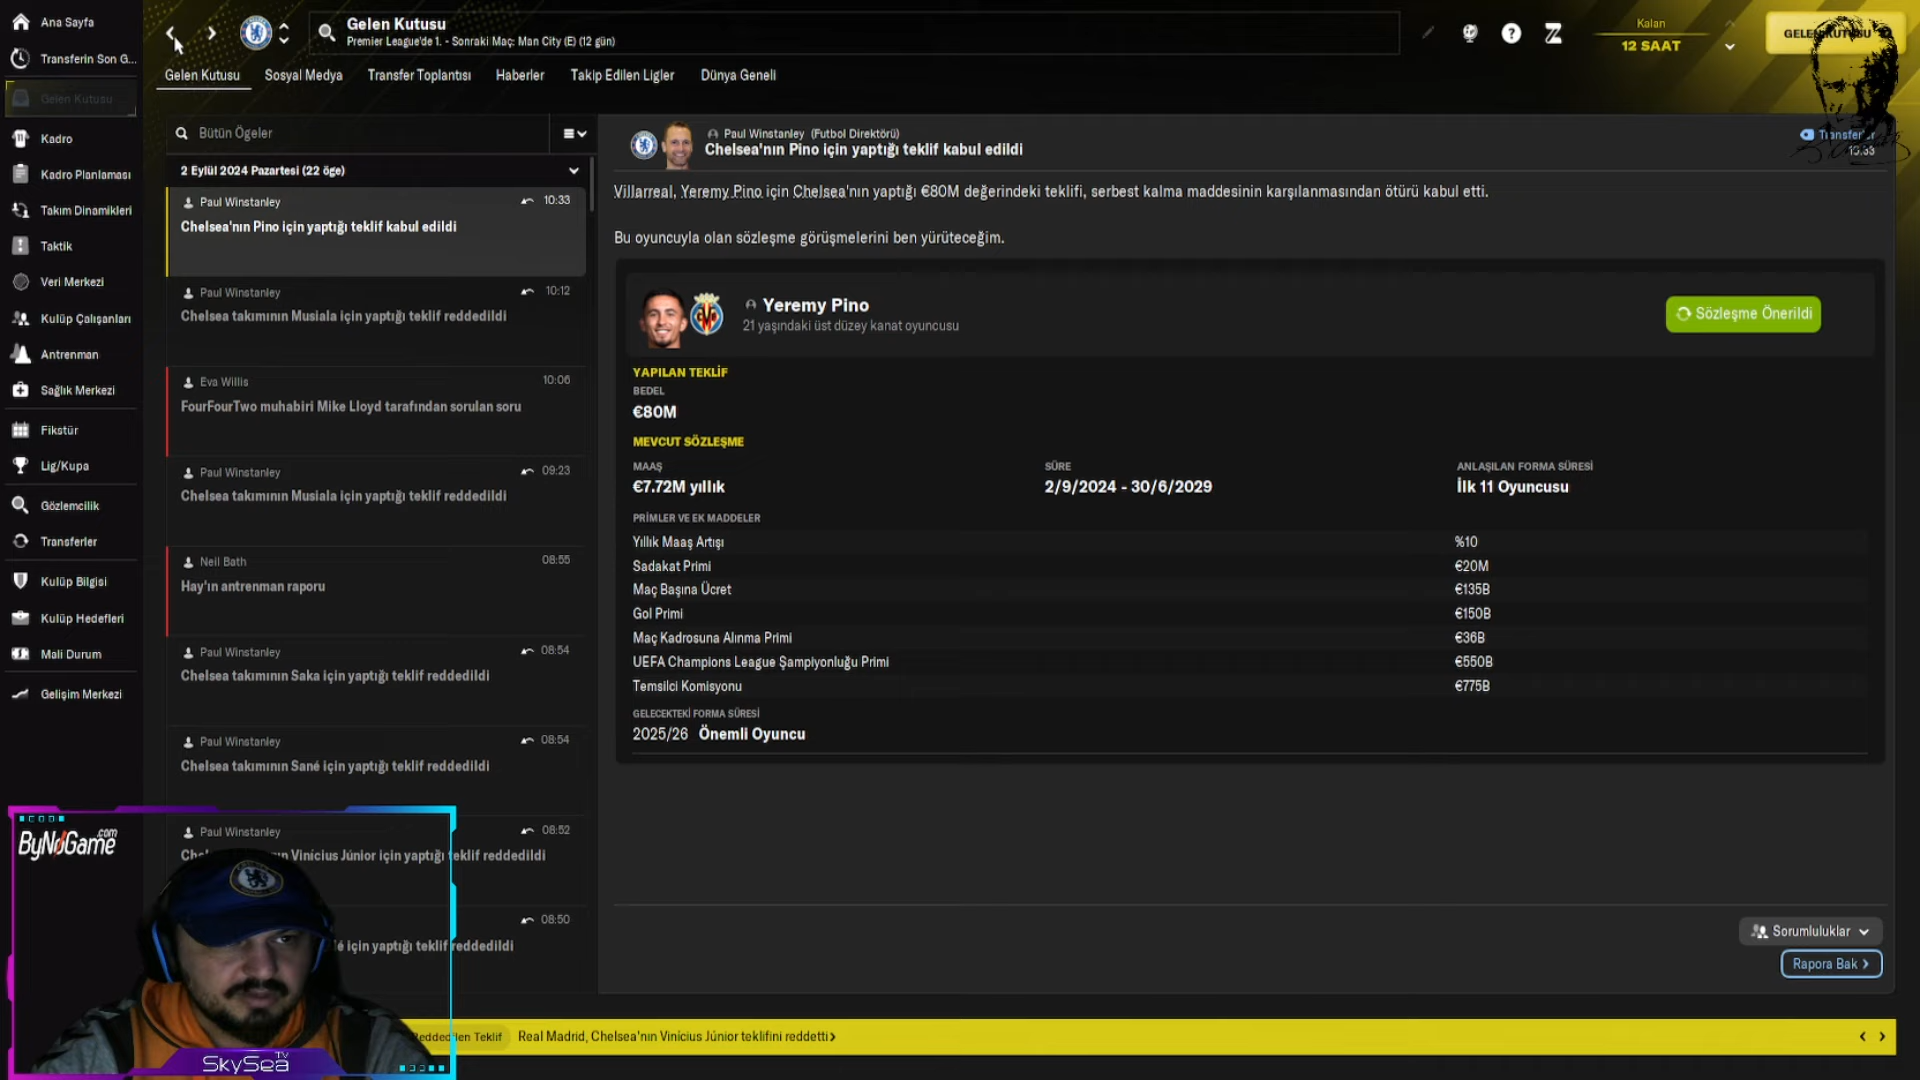 Ana Sayfa
Transferin Son G...
Gelen Kutusu
Kadro
Kadro Planlaması
Takım Dinamikleri
Taktik
Veri Merkezi
Kulüp Çalışanları
Antrenman
Sağlık Merkezi
Fikstür
Lig/Kupa
Gözlemcilik
Transferler
Kulüp Bilgisi
Kulüp Hedefleri
Mali Durum
Gelişim Merkezi
Gelen Kutusu
Premier League'de 1. - Sonraki Maç: Man City (E) (12 gün)
Kalan
12 SAAT
Gelen Kutusu
Sosyal Medya
Transfer Toplantısı
Haberler
Takip Edilen Ligler
Dünya Geneli
Bütün Ögeler
2 Eylül 2024 Pazartesi (22 öge)
Paul Winstanley 10:33
Chelsea'nın Pino için yaptığı teklif kabul edildi
Paul Winstanley 10:12
Chelsea takımının Musiala için yaptığı teklif reddedildi
Eva Willis 10:06
FourFourTwo muhabiri Mike Lloyd tarafından sorulan soru
Paul Winstanley 09:23
Chelsea takımının Musiala için yaptığı teklif reddedildi
Neil Bath 08:55
Hay'ın antrenman raporu
Paul Winstanley 08:54
Chelsea takımının Saka için yaptığı teklif reddedildi
Paul Winstanley 08:54
Chelsea takımının Sané için yaptığı teklif reddedildi
Paul Winstanley 08:52
Vinícius Júnior için yaptığı teklif reddedildi
08:50
için yaptığı teklif reddedildi
Paul Winstanley (Futbol Direktörü)
Chelsea'nın Pino için yaptığı teklif kabul edildi
Transferler
10:33
Villarreal, Yeremy Pino için Chelsea'nın yaptığı €80M değerindeki teklifi, serbest kalma maddesinin karşılanmasından ötürü kabul etti.
Bu oyuncuyla olan sözleşme görüşmelerini ben yürüteceğim.
Yeremy Pino
21 yaşındaki üst düzey kanat oyuncusu
Sözleşme Önerildi
YAPILAN TEKLİF
BEDEL
€80M
MEVCUT SÖZLEŞME
MAAŞ SÜRE ANLAŞILAN FORMA SÜRESİ
€7.72M yıllık 2/9/2024 - 30/6/2029 İlk 11 Oyuncusu
PRİMLER VE EK MADDELER
Yıllık Maaş Artışı %10
Sadakat Primi €20M
Maç Başına Ücret €135B
Gol Primi €150B
Maç Kadrosuna Alınma Primi €36B
UEFA Champions League Şampiyonluğu Primi €550B
Temsilci Komisyonu €775B
GELECEKTEKİ FORMA SÜRESİ
2025/26 Önemli Oyuncu
Sorumluluklar
Rapora Bak
Teklif Real Madrid, Chelsea'nın Vinícius Júnior teklifini reddetti
ByNoGame.com
SkySea TV